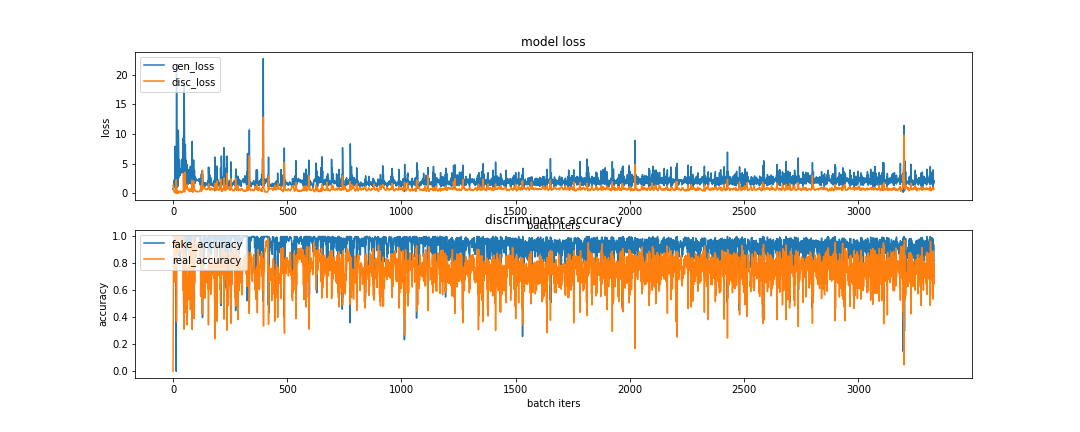 model loss
gen_loss
disc_loss
20
15
10
5
0
loss
0
500
1000
1500
2000
2500
3000
batch iters
discriminator accuracy
fake_accuracy
real_accuracy
1.0
0.8
0.6
0.4
0.2
0.0
accuracy
0
500
1000
1500
2000
2500
3000
batch iters